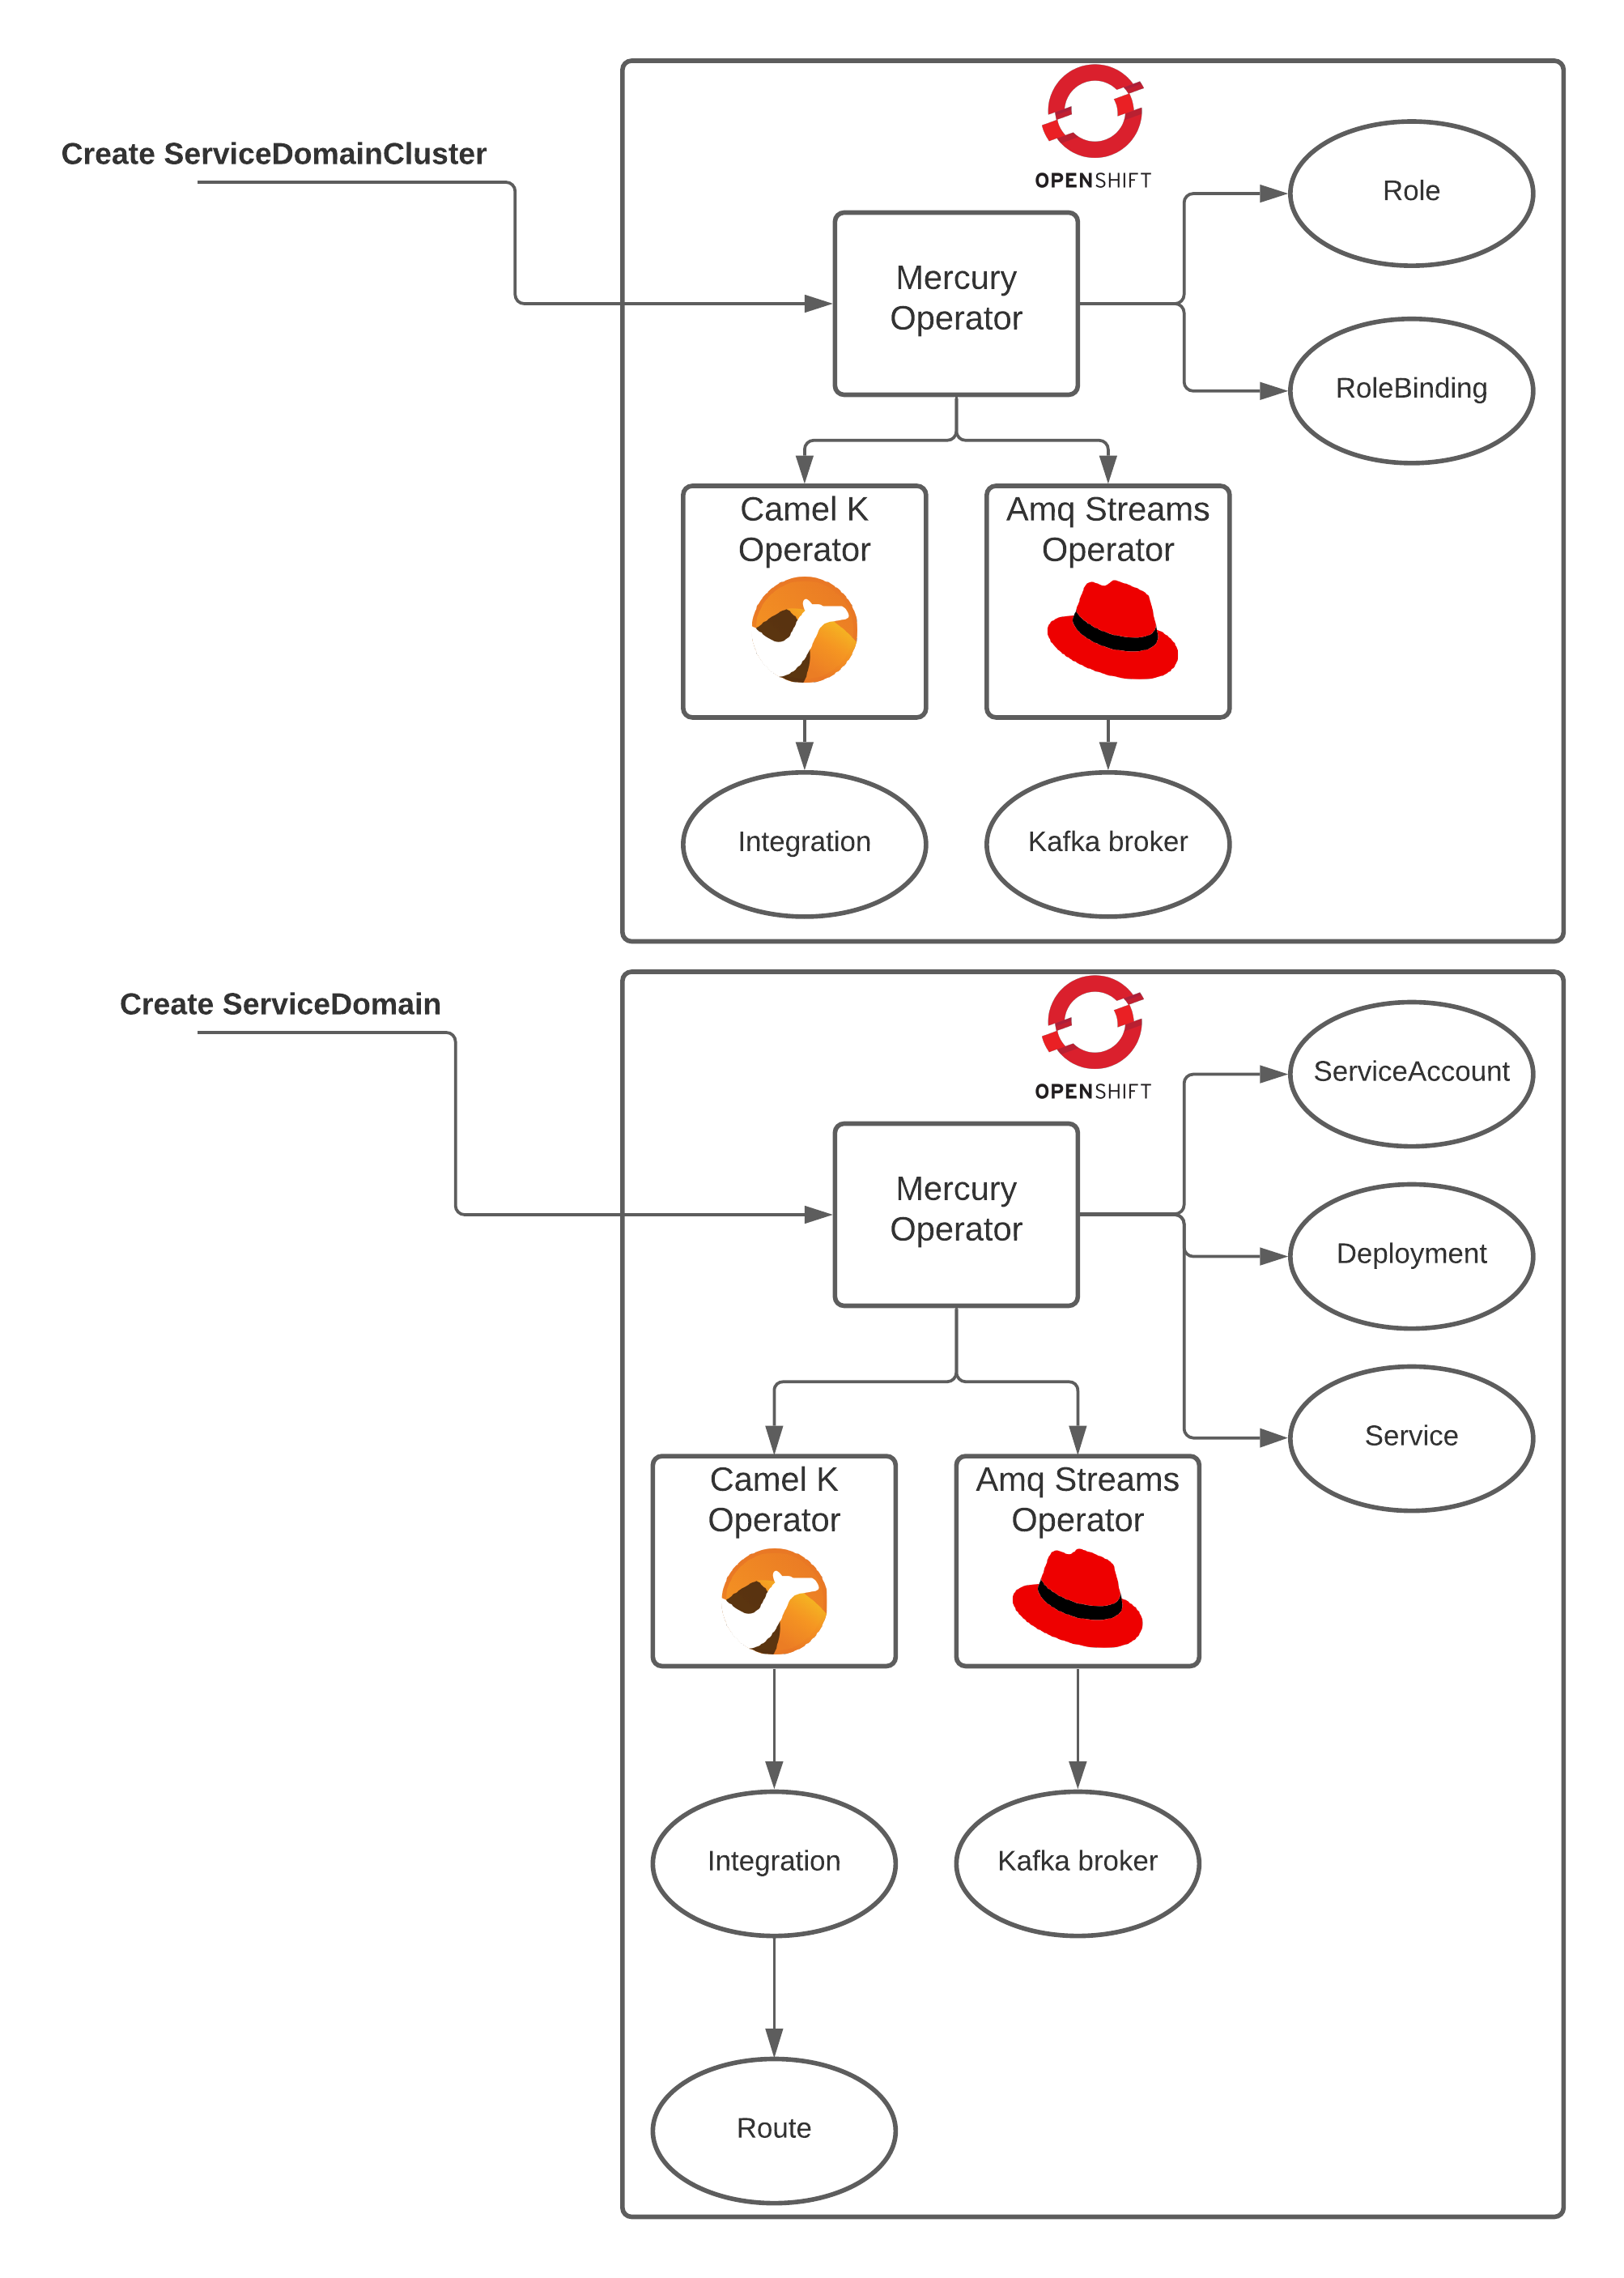 Create ServiceDomainCluster
OPENSHIFT
Role
Mercury
Operator
RoleBinding
Camel K
Operator
Amq Streams
Operator
Integration
Kafka broker
Create ServiceDomain
OPENSHIFT
ServiceAccount
Mercury
Operator
Deployment
Service
Camel K
Operator
Amq Streams
Operator
Integration
Kafka broker
Route